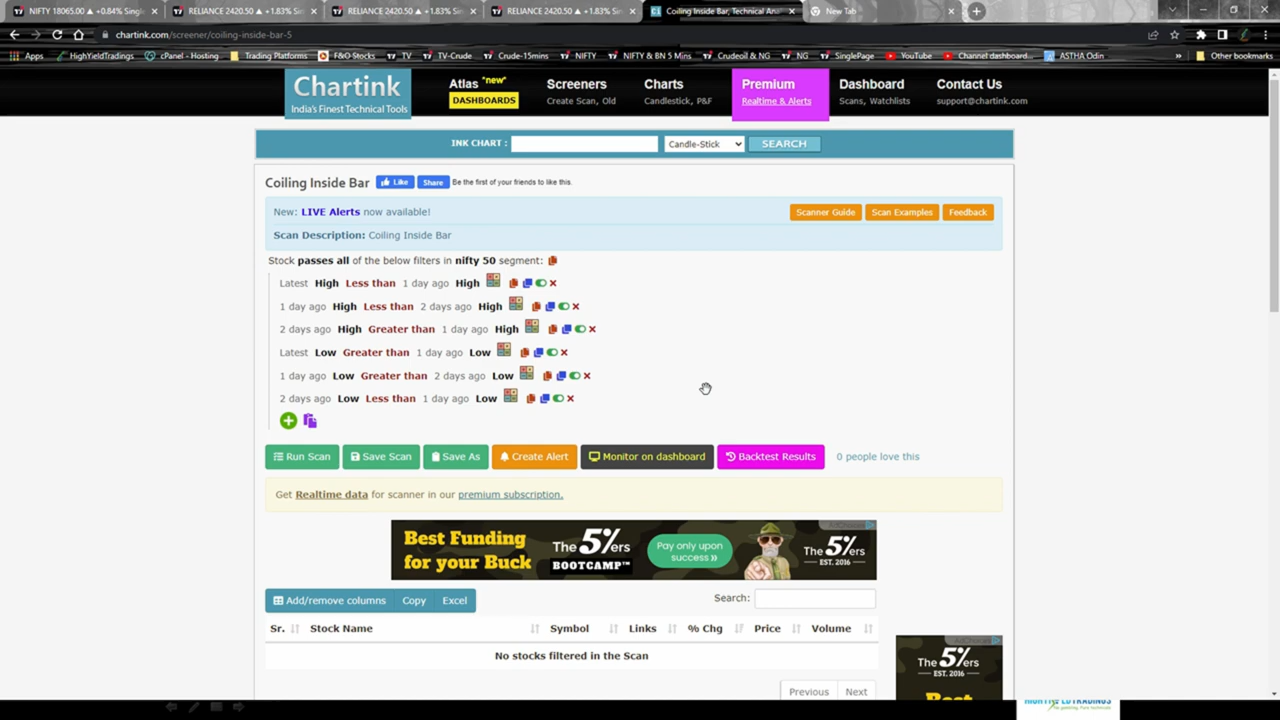 NIFTY 18065.00 ▲ +0.84% Singl
RELIANCE 2420.50 ▲ +1.83% Sin
RELIANCE 2420.50 ▲ +1.83% Sin
RELIANCE 2420.50 ▲ +1.83% Sin
Coiling Inside Bar, Technical Ana
New Tab
chartink.com/screener/coiling-inside-bar-5
Apps HighYieldTradings cPanel - Hosting Trading Platforms F&O Stocks TV TV-Crude Crude-15mins NIFTY NIFTY & BN 5 Mins Crudeoil & NG NG SinglePage YouTube Channel dashboard... ASTHA Odin » Other bookmarks
Chartink
India's Finest Technical Tools
Atlas "new"
DASHBOARDS
Screeners
Create Scan, Old
Charts
Candlestick, P&F
Premium
Realtime & Alerts
Dashboard
Scans, Watchlists
Contact Us
support@chartink.com
INK CHART : Candle-Stick SEARCH
Coiling Inside Bar Like Share Be the first of your friends to like this.
New: LIVE Alerts now available! Scanner Guide Scan Examples Feedback
Scan Description: Coiling Inside Bar
Stock passes all of the below filters in nifty 50 segment:
Latest High Less than 1 day ago High
1 day ago High Less than 2 days ago High
2 days ago High Greater than 1 day ago High
Latest Low Greater than 1 day ago Low
1 day ago Low Greater than 2 days ago Low
2 days ago Low Less than 1 day ago Low
Run Scan Save Scan Save As Create Alert Monitor on dashboard Backtest Results 0 people love this
Get Realtime data for scanner in our premium subscription.
AdChoices
Best Funding
for your Buck
The 5%ers
BOOTCAMP™
Pay only upon
success »
The 5%ers
EST. 2016
Add/remove columns Copy Excel Search:
Sr. Stock Name Symbol Links % Chg Price Volume
No stocks filtered in the Scan
Previous Next
AdChoices
The 5%ers
EST. 2016